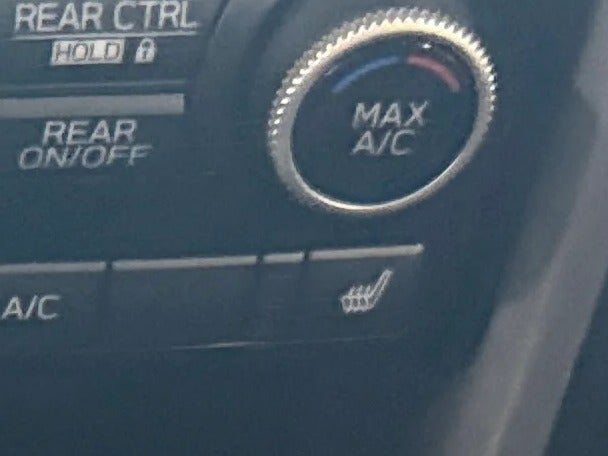 REAR CTRL
HOLD
MAX
A/C
REAR
ON/OFF
A/C